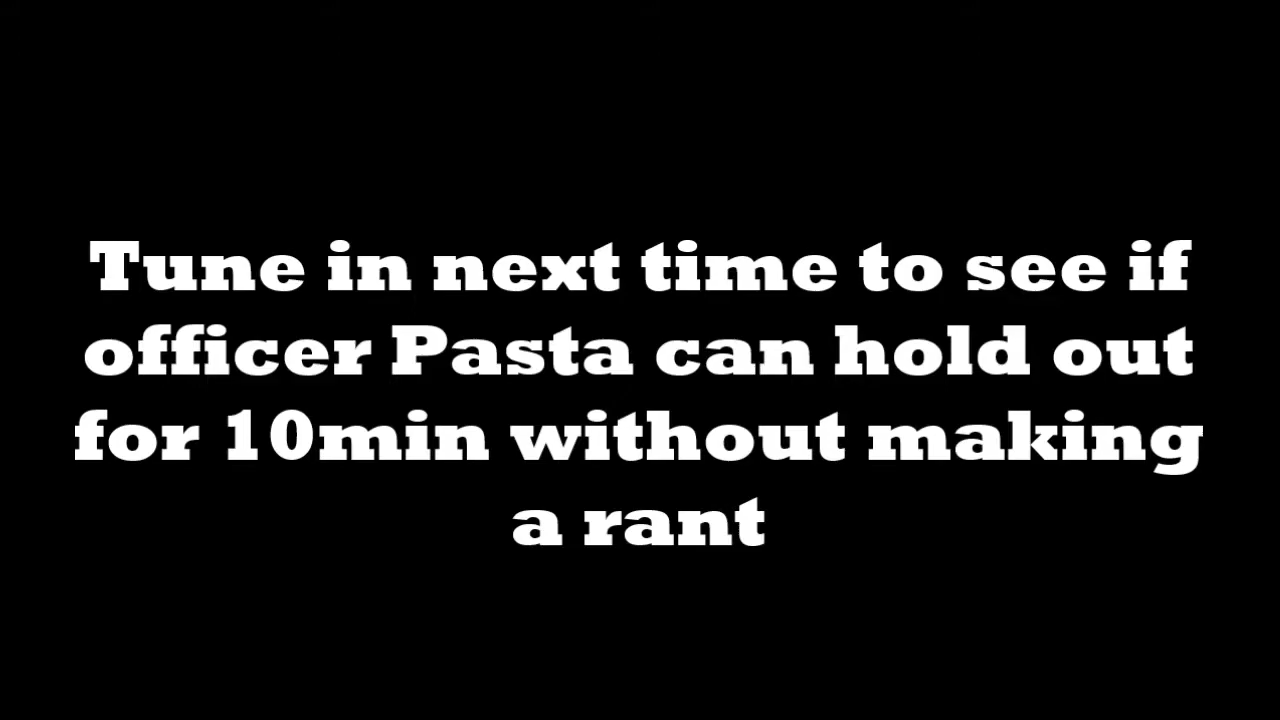 Tune in next time to see if
officer Pasta can hold out
for 10min without making
a rant